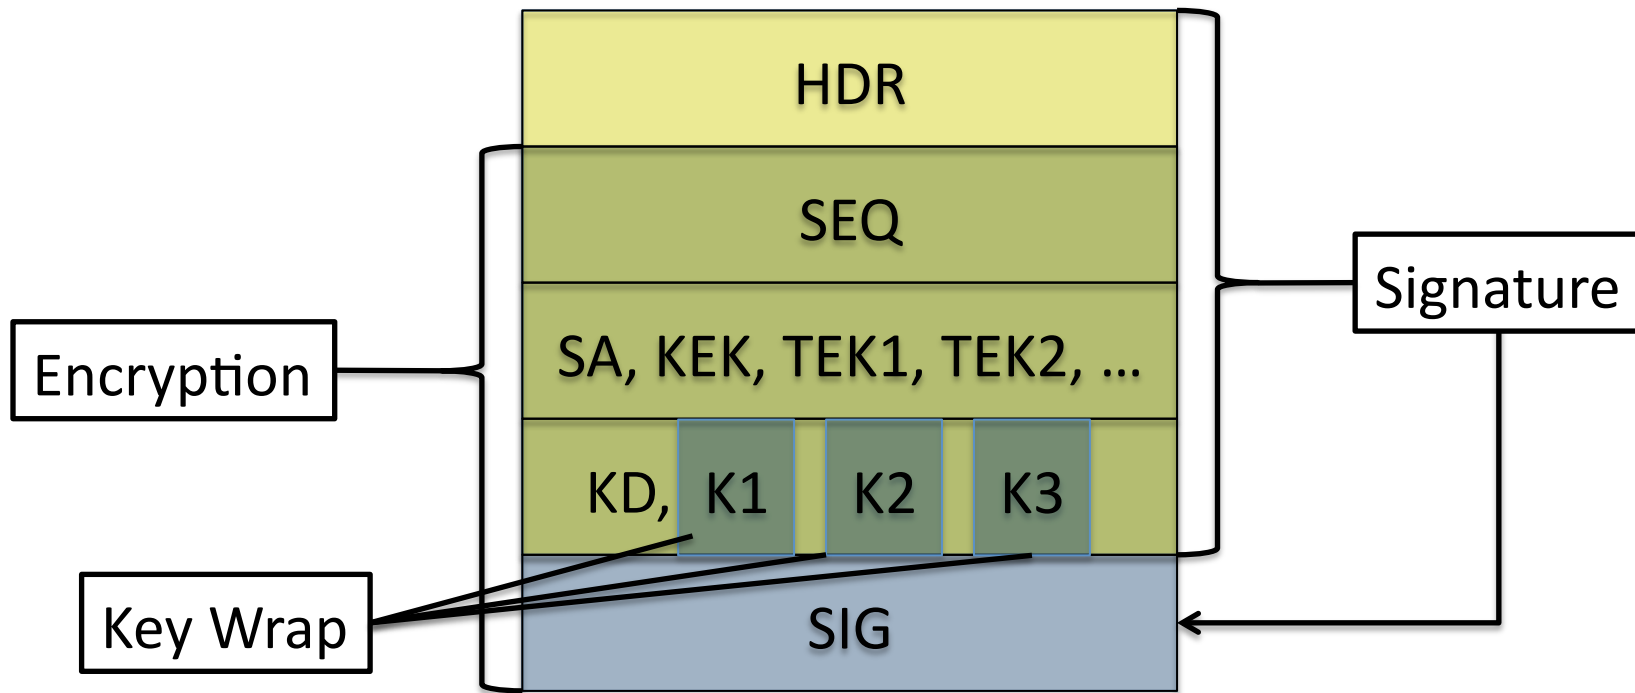 HDR
SEQ
Signature
SA, KEK, TEK1, TEK2, ...
Encryption
KD, K1 K2 K3
Key Wrap
SIG